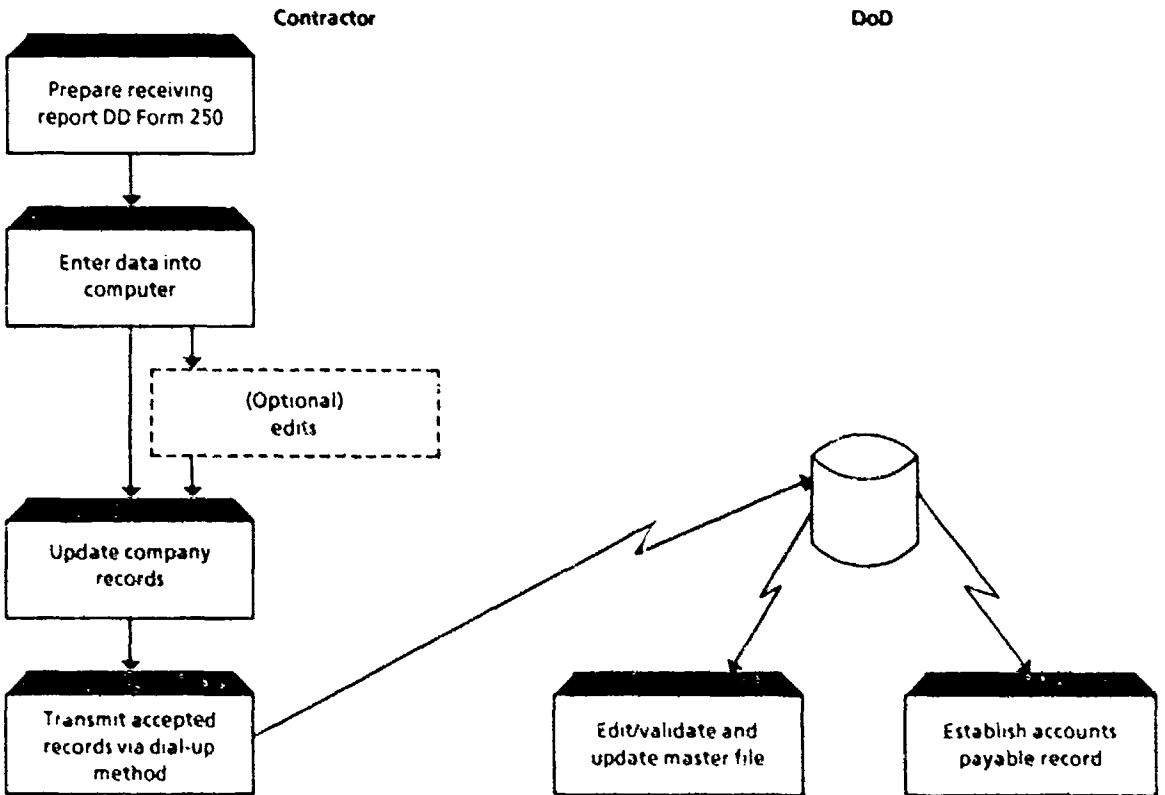 Contractor
DoD
Prepare receiving
report DD Form 250
Enter data into
computer
(Optional)
edits
Update company
records
Transmit accepted
records via dial-up
method
Edit/validate and
update master file
Establish accounts
payable record